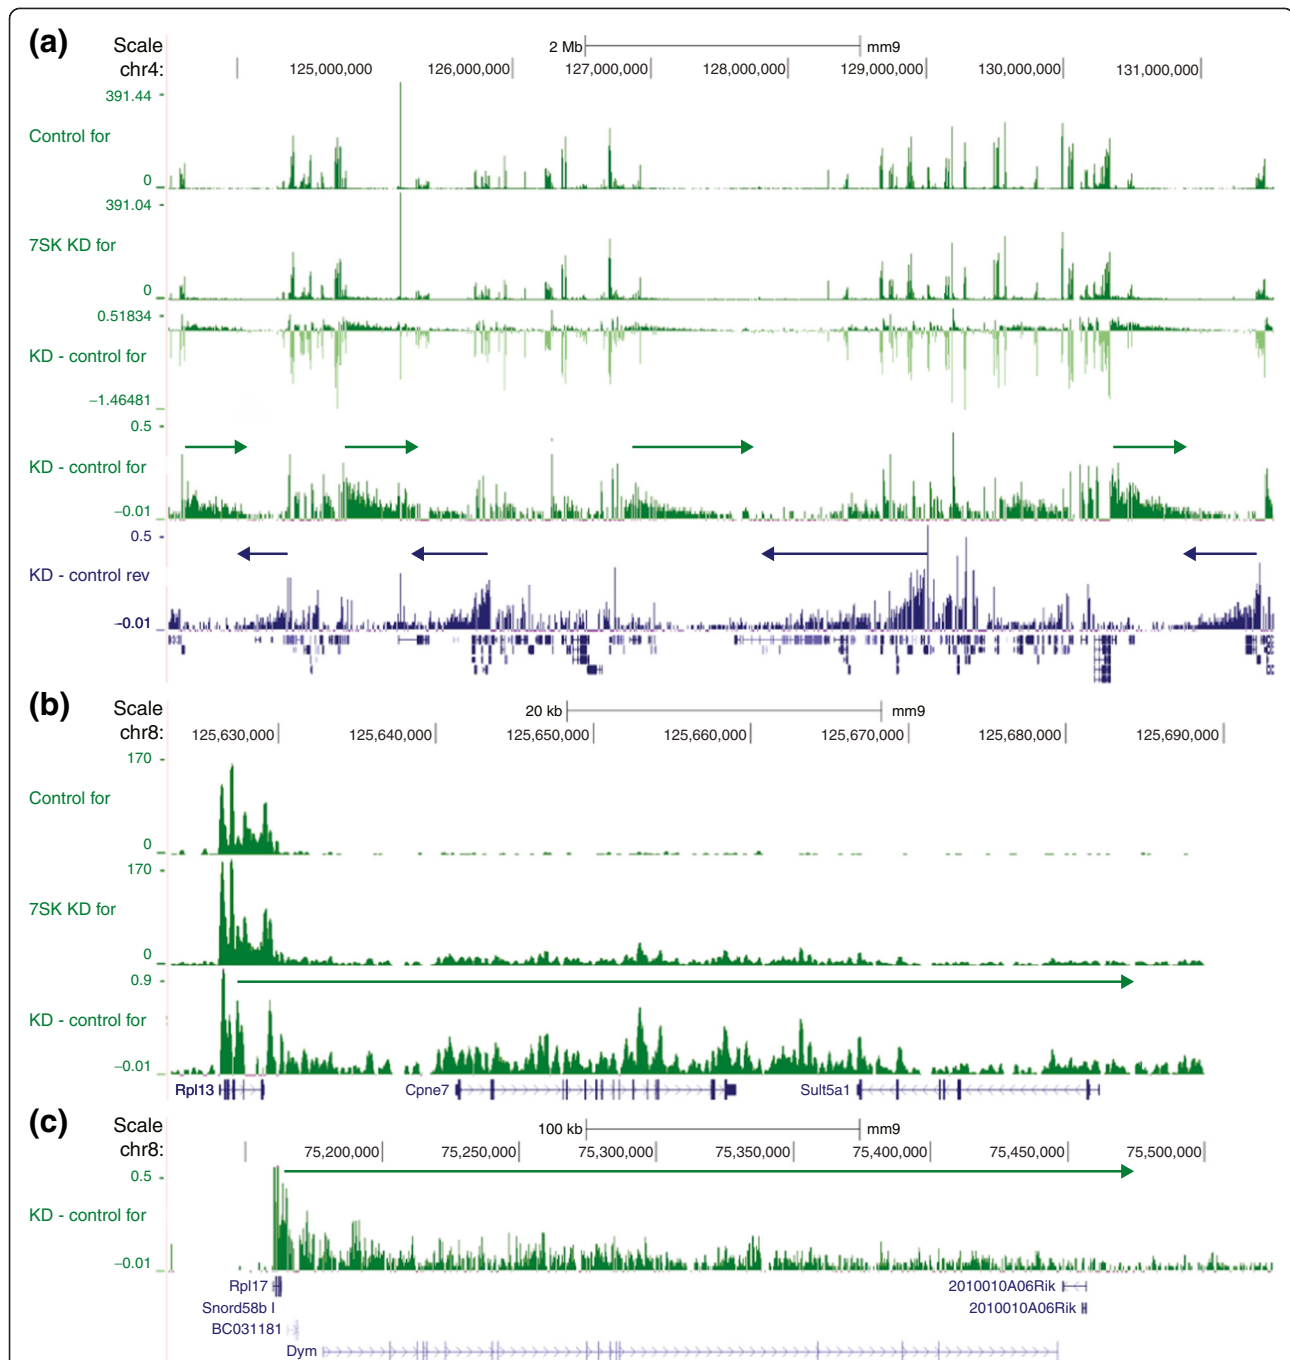 (a)
Scale 2 Mb mm9
chr4: 125,000,000 126,000,000 127,000,000 128,000,000 129,000,000 130,000,000 131,000,000
391.44
Control for
0
391.04
7SK KD for
0
0.51834
KD - control for
−1.46481
0.5
KD - control for
−0.01
0.5
KD - control rev
−0.01
(b)
Scale 20 kb mm9
chr8: 125,630,000 125,640,000 125,650,000 125,660,000 125,670,000 125,680,000 125,690,000
170
Control for
0
170
7SK KD for
0
0.9
KD - control for
−0.01
Rpl13 Cpne7 Sult5a1
(c)
Scale 100 kb mm9
chr8: 75,200,000 75,250,000 75,300,000 75,350,000 75,400,000 75,450,000 75,500,000
0.5
KD - control for
−0.01
Rpl17 2010010A06Rik
Snord58b 2010010A06Rik
BC031181
Dym